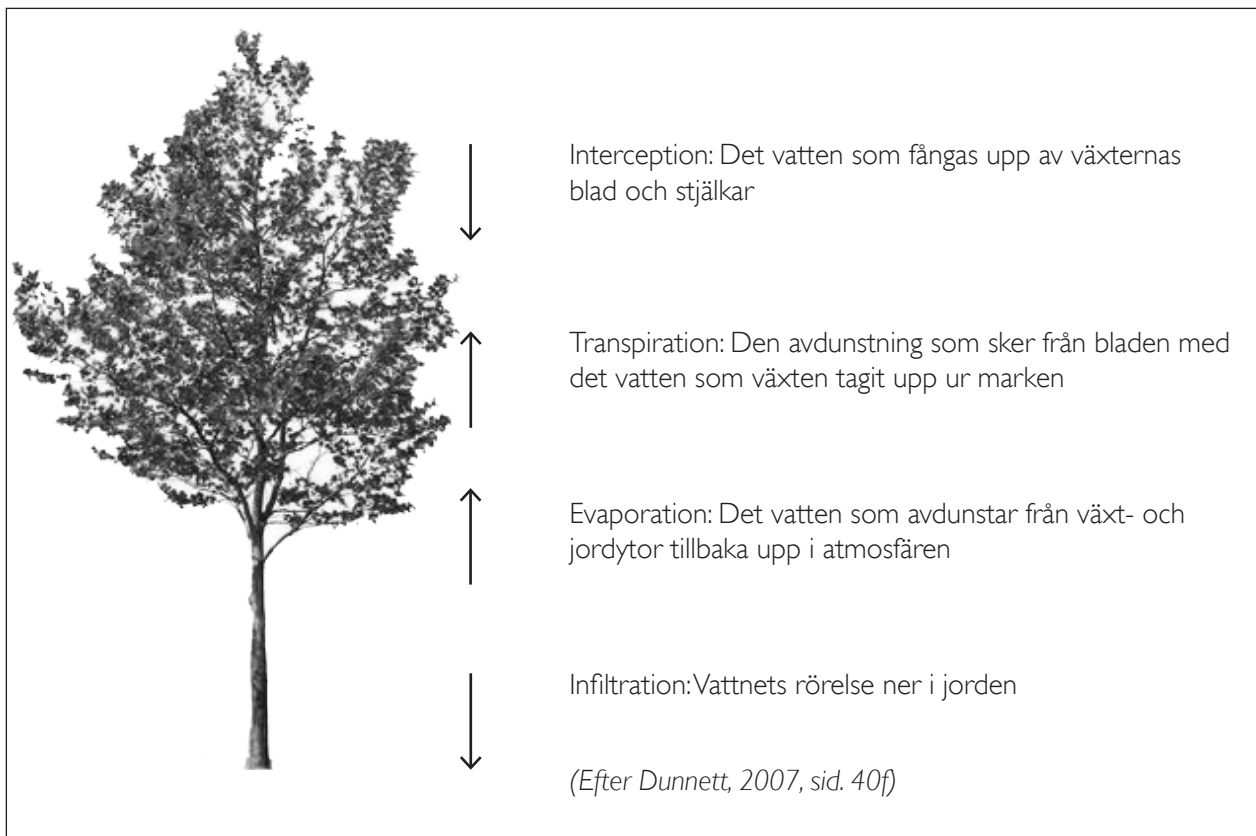 Interception: Det vatten som fångas upp av växternas
blad och stjälkar
Transpiration: Den avdunstning som sker från bladen med
det vatten som växten tagit upp ur marken
Evaporation: Det vatten som avdunstar från växt- och
jordytor tillbaka upp i atmosfären
Infiltration: Vattnets rörelse ner i jorden
(Efter Dunnett, 2007, sid. 40f)